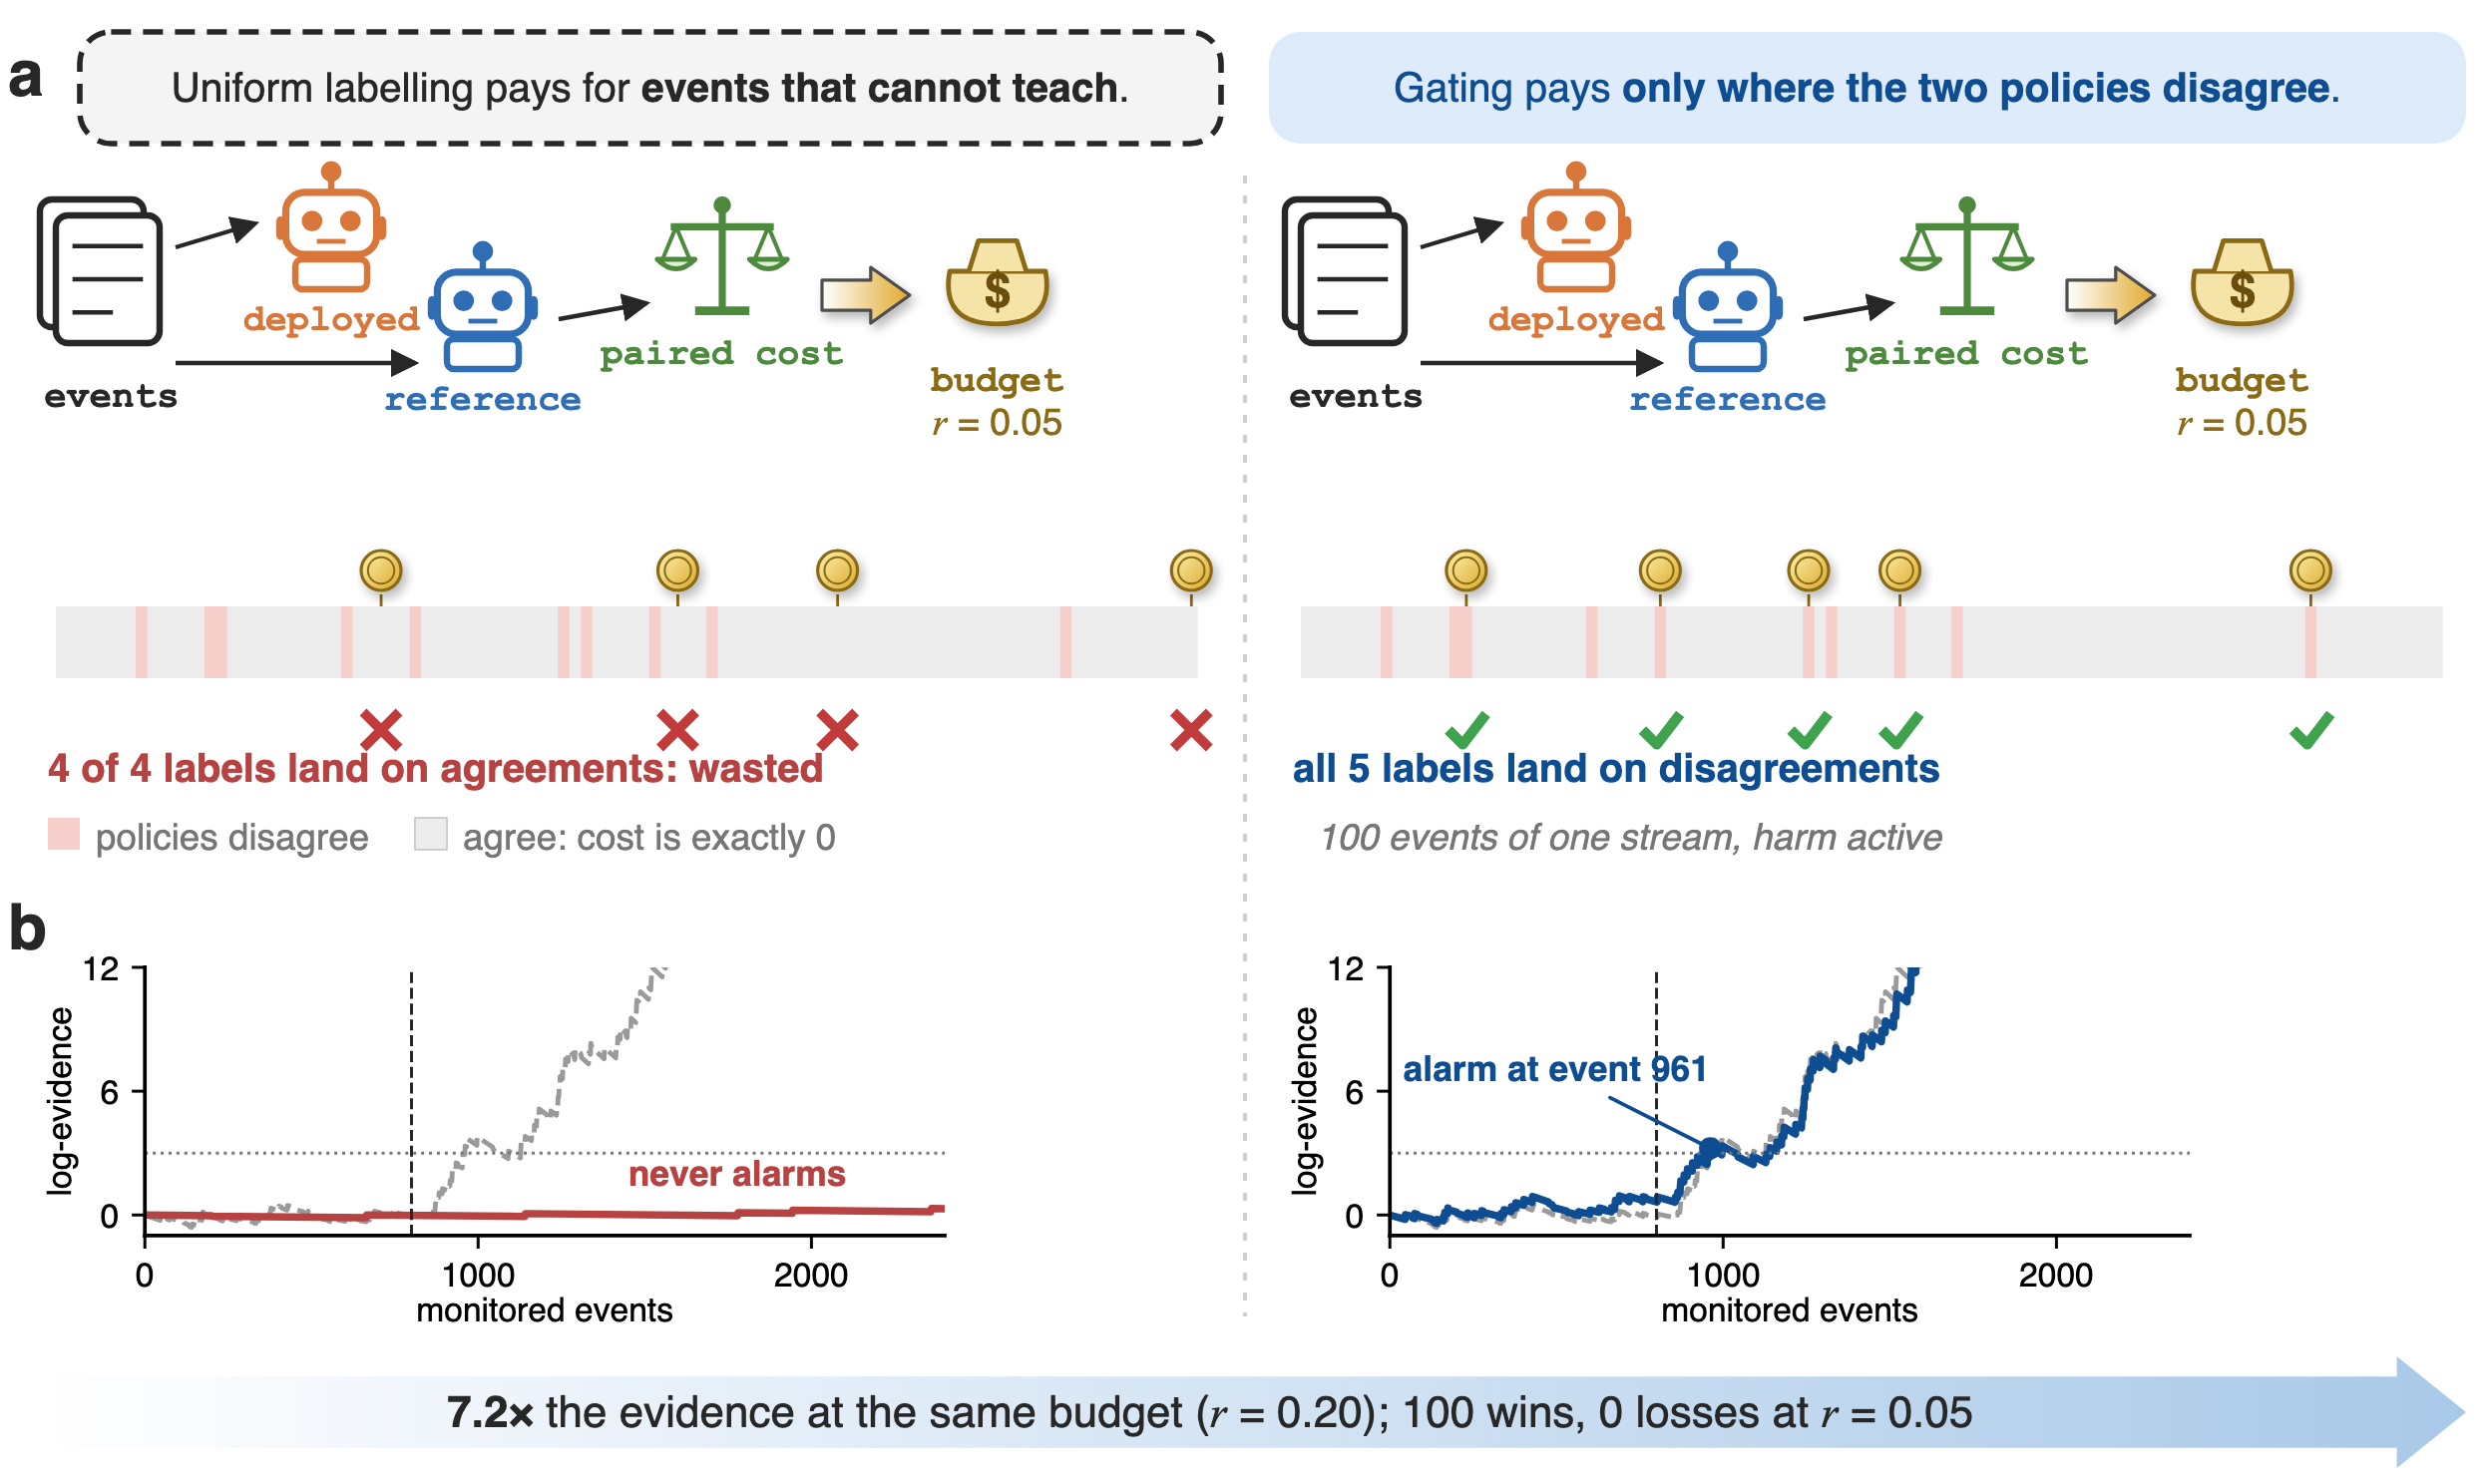 a
Uniform labelling pays for events that cannot teach.
Gating pays only where the two policies disagree.
events
deployed
reference
paired cost
$
budget
r = 0.05
events
deployed
reference
paired cost
$
budget
r = 0.05
4 of 4 labels land on agreements: wasted
policies disagree
agree: cost is exactly 0
all 5 labels land on disagreements
100 events of one stream, harm active
b
12
6
0
log-evidence
never alarms
0
1000
2000
monitored events
12
6
0
log-evidence
alarm at event 961
0
1000
2000
monitored events
7.2× the evidence at the same budget (r = 0.20); 100 wins, 0 losses at r = 0.05